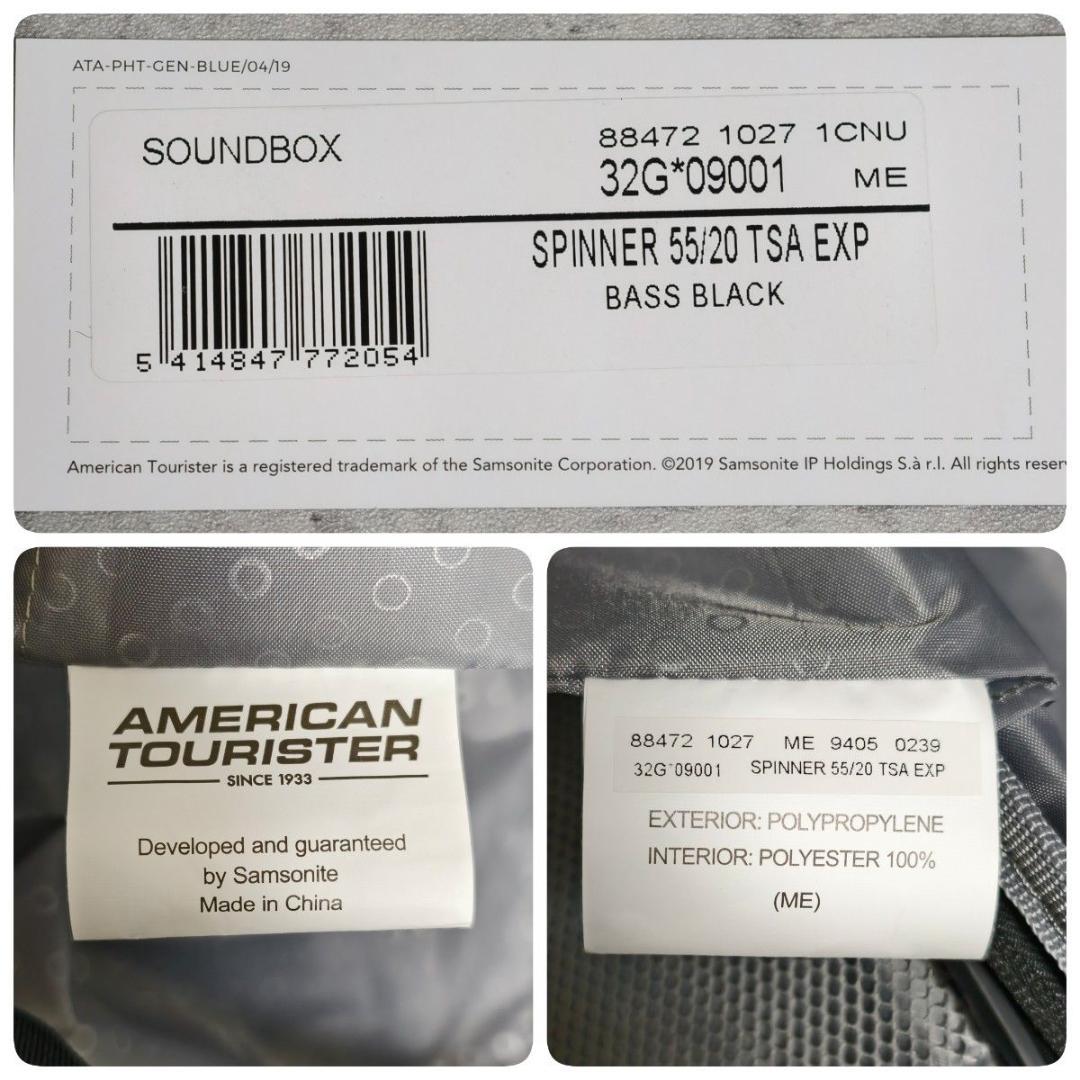 ATA-PHT-GEN-BLUE/04/19
SOUNDBOX
88472 1027 1CNU
32G*09001 ME
SPINNER 55/20 TSA EXP
BASS BLACK
5 414847 772054
American Tourister is a registered trademark of the Samsonite Corporation. ©2019 Samsonite IP Holdings S.à r.l. All rights reser
AMERICAN
TOURISTER
SINCE 1933
Developed and guaranteed
by Samsonite
Made in China
88472 1027 ME 9405 0239
32G*09001 SPINNER 55/20 TSA EXP
EXTERIOR: POLYPROPYLENE
INTERIOR: POLYESTER 100%
(ME)